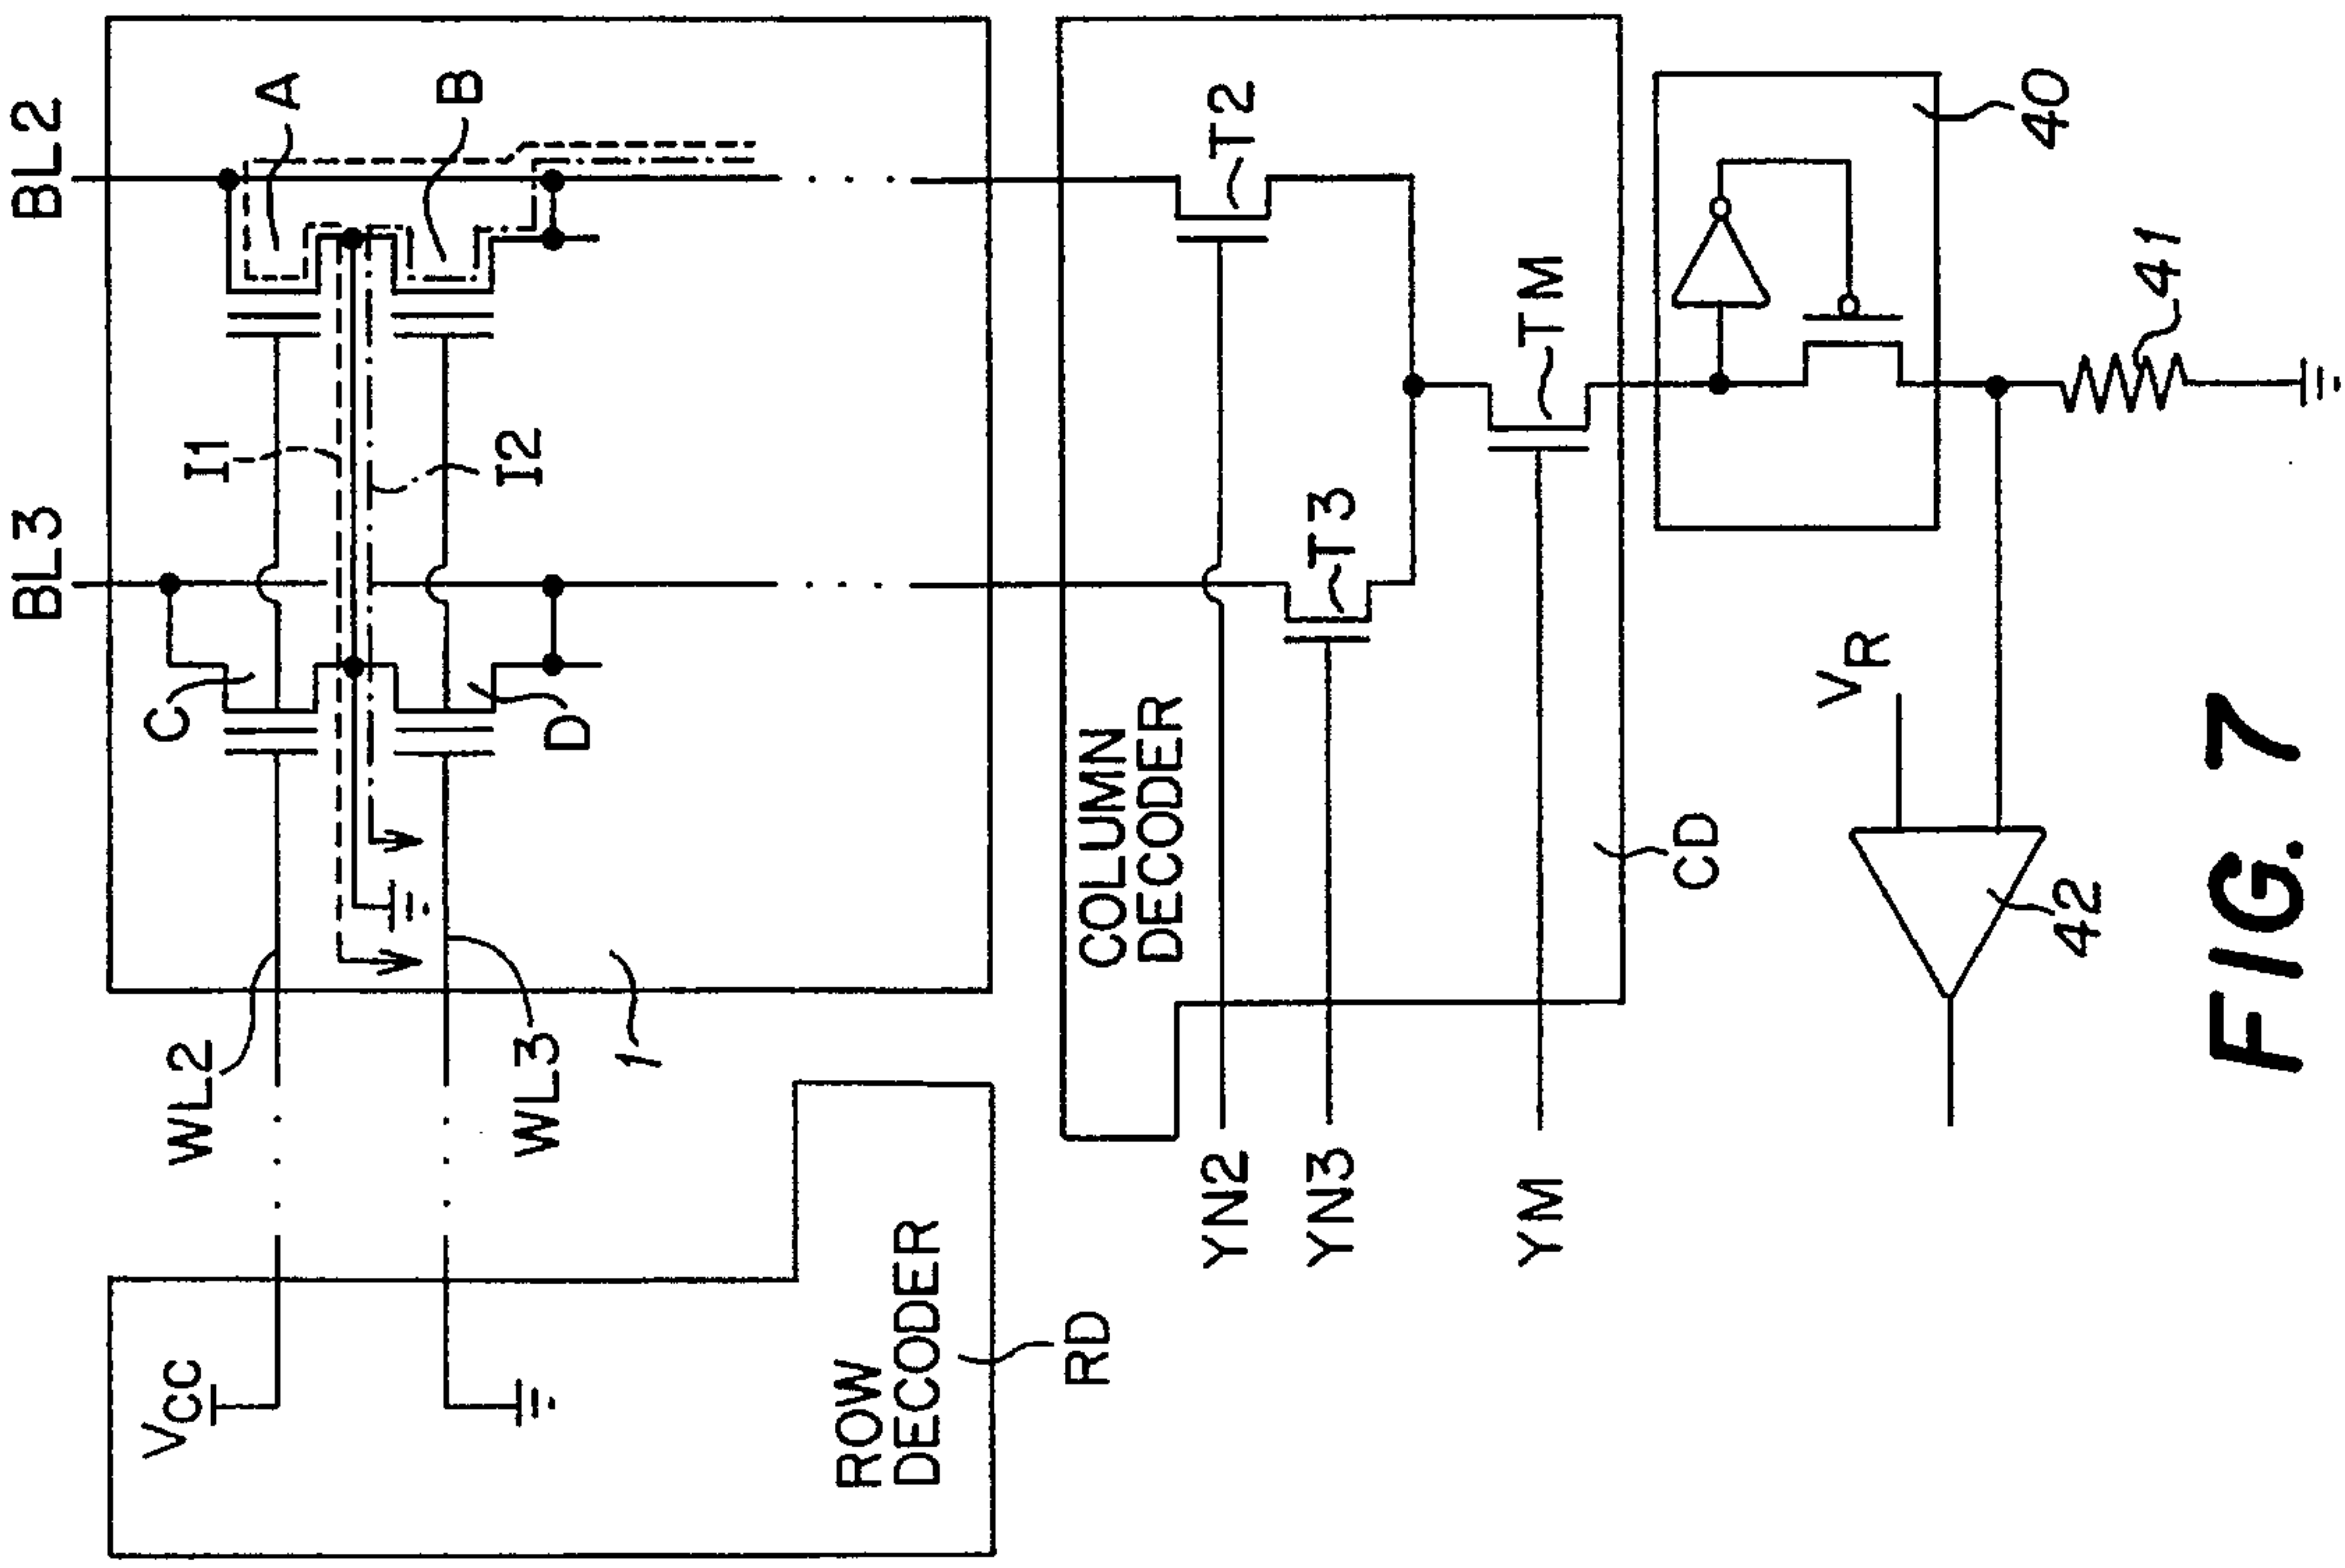 BL3
BL2
A
B
C
D
I1
I2
WL2
WL3
1
VCC
ROW
DECODER
RD
COLUMN
DECODER
T2
T3
TM
YN2
YN3
YM
CD
40
41
VR
42
FIG. 7